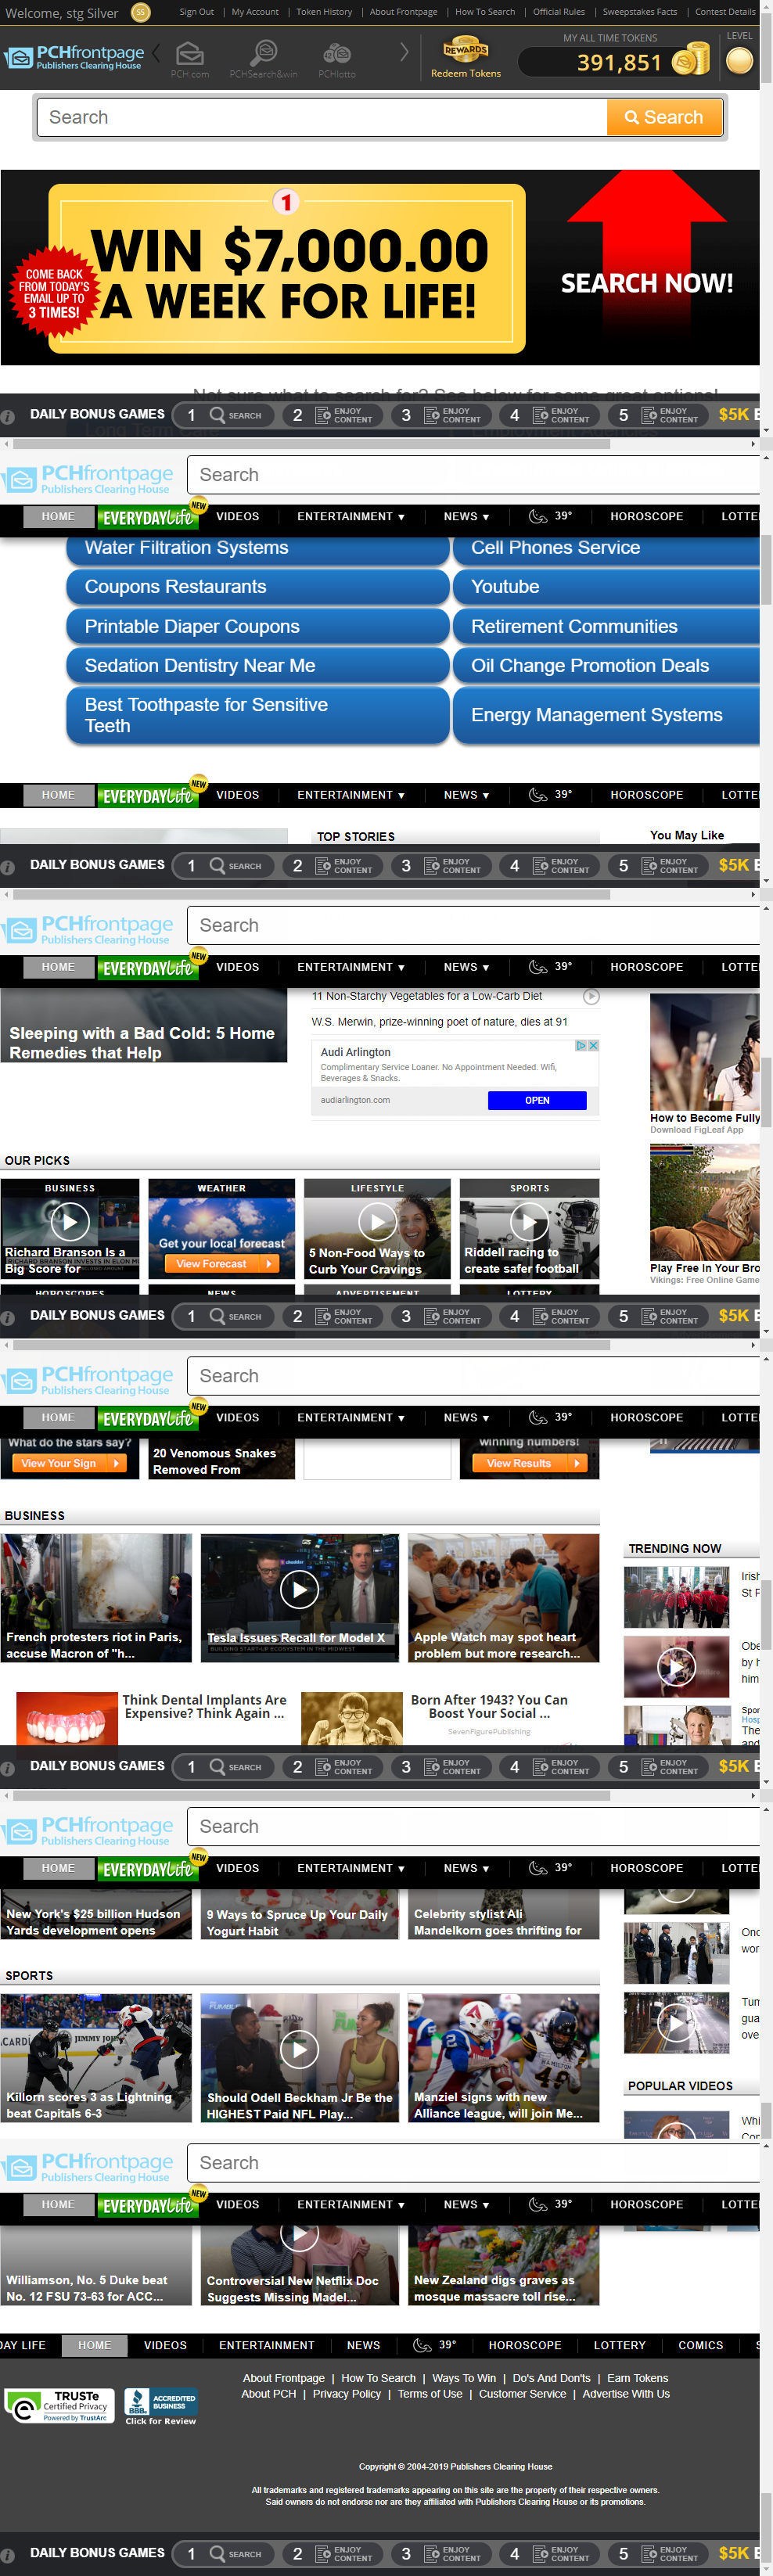 Welcome, stg Silver
SS
Sign Out | My Account | Token History | About Frontpage | How To Search | Official Rules | Sweepstakes Facts | Contest Details
PCHfrontpage
Publishers Clearing House
PCH.com
PCHSearch&win
PCHlotto
REWARDS
Redeem Tokens
MY ALL TIME TOKENS
391,851
LEVEL
Search
Search
1
WIN $7,000.00
A WEEK FOR LIFE!
COME BACK
FROM TODAY'S
EMAIL UP TO
3 TIMES!
SEARCH NOW!
Not sure what to search for? See below for some great options!
Long Term Care
Employment Agencies
DAILY BONUS GAMES 1 SEARCH 2 ENJOY CONTENT 3 ENJOY CONTENT 4 ENJOY CONTENT 5 ENJOY CONTENT $5K
PCHfrontpage
Publishers Clearing House
Search
HOME EVERYDAYLife NEW VIDEOS ENTERTAINMENT ▼ NEWS ▼ 39° HOROSCOPE LOTTE
Water Filtration Systems
Cell Phones Service
Coupons Restaurants
Youtube
Printable Diaper Coupons
Retirement Communities
Sedation Dentistry Near Me
Oil Change Promotion Deals
Best Toothpaste for Sensitive
Teeth
Energy Management Systems
HOME EVERYDAYLife NEW VIDEOS ENTERTAINMENT ▼ NEWS ▼ 39° HOROSCOPE LOTTE
TOP STORIES
You May Like
DAILY BONUS GAMES 1 SEARCH 2 ENJOY CONTENT 3 ENJOY CONTENT 4 ENJOY CONTENT 5 ENJOY CONTENT $5K
PCHfrontpage
Publishers Clearing House
Search
HOME EVERYDAYLife NEW VIDEOS ENTERTAINMENT ▼ NEWS ▼ 39° HOROSCOPE LOTTE
11 Non-Starchy Vegetables for a Low-Carb Diet
W.S. Merwin, prize-winning poet of nature, dies at 91
Sleeping with a Bad Cold: 5 Home
Remedies that Help
Audi Arlington
Complimentary Service Loaner. No Appointment Needed. Wifi,
Beverages & Snacks.
audiarlington.com
OPEN
How to Become Fully
Download FigLeaf App
OUR PICKS
BUSINESS
Richard Branson Is a
Big Score for
WEATHER
Get your local forecast
View Forecast
LIFESTYLE
5 Non-Food Ways to
Curb Your Cravings
SPORTS
Riddell racing to
create safer football
Play Free In Your Bro
Vikings: Free Online Game
HOROSCOPES
NEWS
ADVERTISEMENT
LOTTERY
DAILY BONUS GAMES 1 SEARCH 2 ENJOY CONTENT 3 ENJOY CONTENT 4 ENJOY CONTENT 5 ENJOY CONTENT $5K
PCHfrontpage
Publishers Clearing House
Search
HOME EVERYDAYLife NEW VIDEOS ENTERTAINMENT ▼ NEWS ▼ 39° HOROSCOPE LOTTE
What do the stars say?
View Your Sign
20 Venomous Snakes
Removed From
winning numbers!
View Results
BUSINESS
French protesters riot in Paris,
accuse Macron of "h...
Tesla Issues Recall for Model X
BUILDING START-UP ECOSYSTEM IN THE MIDWEST
Apple Watch may spot heart
problem but more research...
TRENDING NOW
Irish
St F
Obe
by h
him
Spor
Hosp
The
and
Think Dental Implants Are
Expensive? Think Again ...
Born After 1943? You Can
Boost Your Social ...
SevenFigurePublishing
DAILY BONUS GAMES 1 SEARCH 2 ENJOY CONTENT 3 ENJOY CONTENT 4 ENJOY CONTENT 5 ENJOY CONTENT $5K
PCHfrontpage
Publishers Clearing House
Search
HOME EVERYDAYLife NEW VIDEOS ENTERTAINMENT ▼ NEWS ▼ 39° HOROSCOPE LOTTE
New York's $25 billion Hudson
Yards development opens
9 Ways to Spruce Up Your Daily
Yogurt Habit
Celebrity stylist Ali
Mandelkorn goes thrifting for
Onc
wor
SPORTS
Killorn scores 3 as Lightning
beat Capitals 6-3
Should Odell Beckham Jr Be the
HIGHEST Paid NFL Play...
Manziel signs with new
Alliance league, will join Me...
Tum
gua
ove
POPULAR VIDEOS
Whi
Cor
PCHfrontpage
Publishers Clearing House
Search
HOME EVERYDAYLife NEW VIDEOS ENTERTAINMENT ▼ NEWS ▼ 39° HOROSCOPE LOTTE
Williamson, No. 5 Duke beat
No. 12 FSU 73-63 for ACC...
Controversial New Netflix Doc
Suggests Missing Madel...
New Zealand digs graves as
mosque massacre toll rise...
DAY LIFE HOME VIDEOS ENTERTAINMENT NEWS 39° HOROSCOPE LOTTERY COMICS S
About Frontpage | How To Search | Ways To Win | Do's And Don'ts | Earn Tokens
About PCH | Privacy Policy | Terms of Use | Customer Service | Advertise With Us
TRUSTe
Certified Privacy
Powered by TrustArc
BBB
ACCREDITED
BUSINESS
Click for Review
Copyright © 2004-2019 Publishers Clearing House
All trademarks and registered trademarks appearing on this site are the property of their respective owners.
Said owners do not endorse nor are they affiliated with Publishers Clearing House or its promotions.
DAILY BONUS GAMES 1 SEARCH 2 ENJOY CONTENT 3 ENJOY CONTENT 4 ENJOY CONTENT 5 ENJOY CONTENT $5K